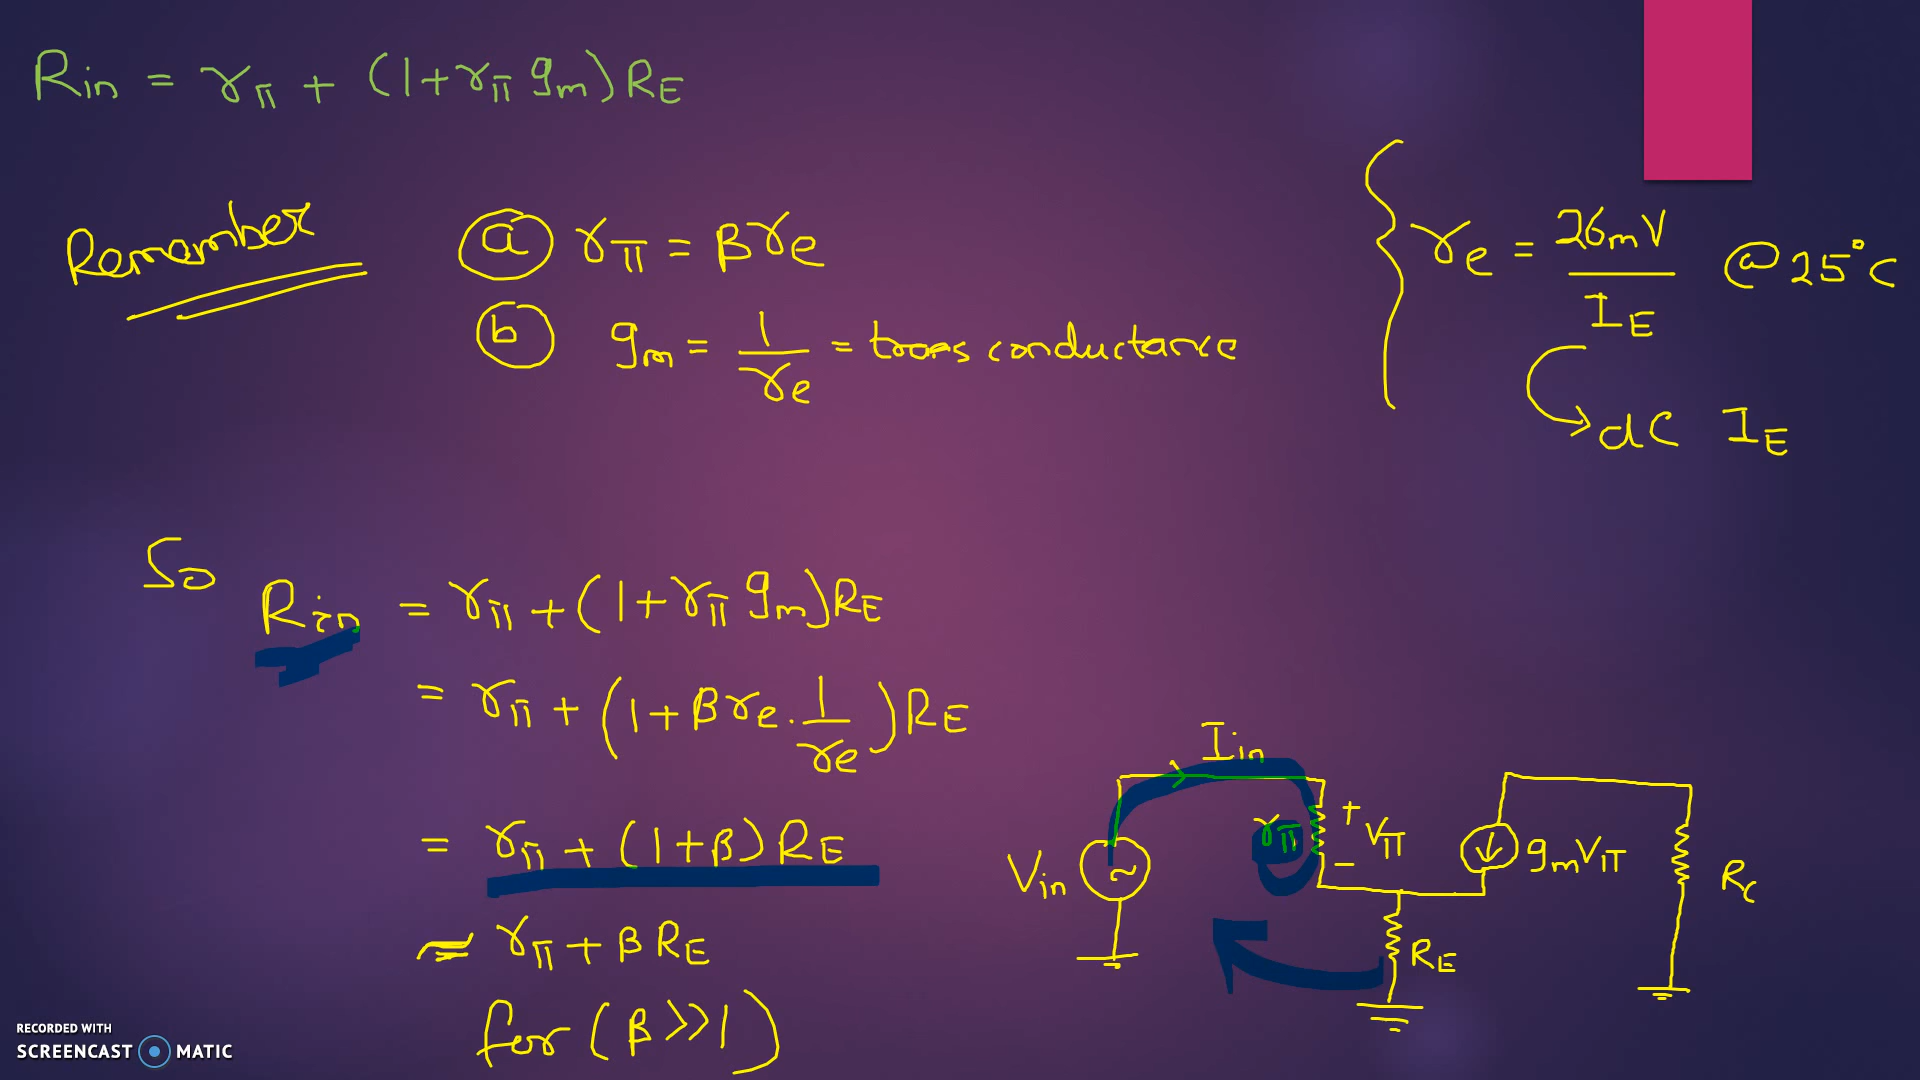 Rin = rπ + (1+rπ gm)RE
Remember
a rπ = βre
b gm = 1/re = transconductance
re = 26mV/IE @25°C
dc IE
So
Rin = rπ + (1+rπ gm)RE
= rπ + (1+βre.1/re)RE
= rπ + (1+β)RE
≈ rπ + βRE
for (β>>1)
Iin
Vin
rπ
+
Vπ
−
gmVπ
RC
RE
RECORDED WITH
SCREENCAST MATIC